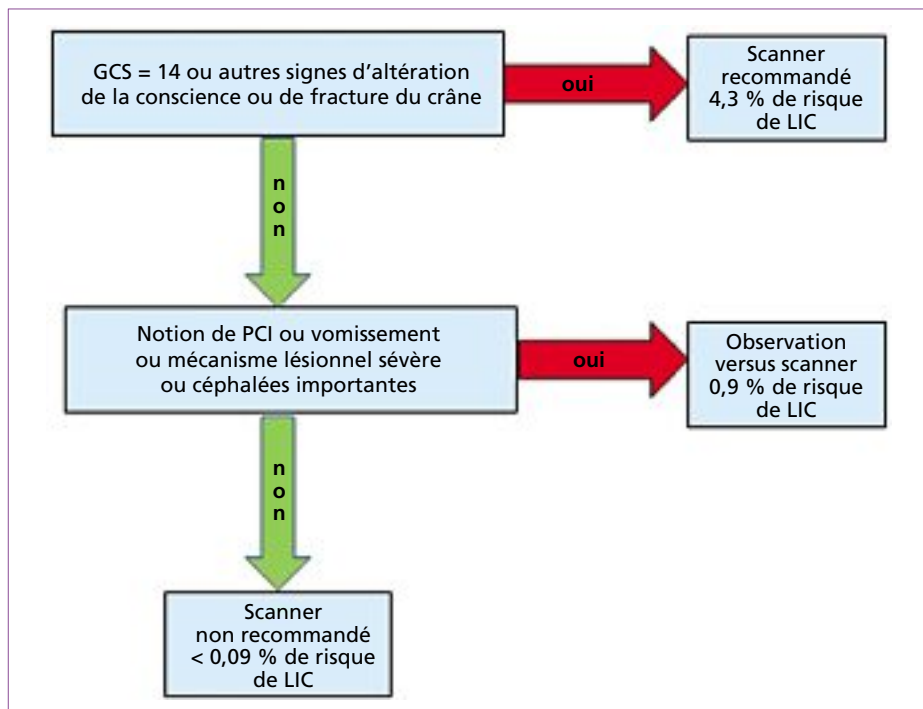 GCS = 14 ou autres signes d'altération
de la conscience ou de fracture du crâne
oui
Scanner
recommandé
4,3 % de risque
de LIC
non
Notion de PCI ou vomissement
ou mécanisme lésionnel sévère
ou céphalées importantes
oui
Observation
versus scanner
0,9 % de risque
de LIC
non
Scanner
non recommandé
< 0,09 % de risque
de LIC